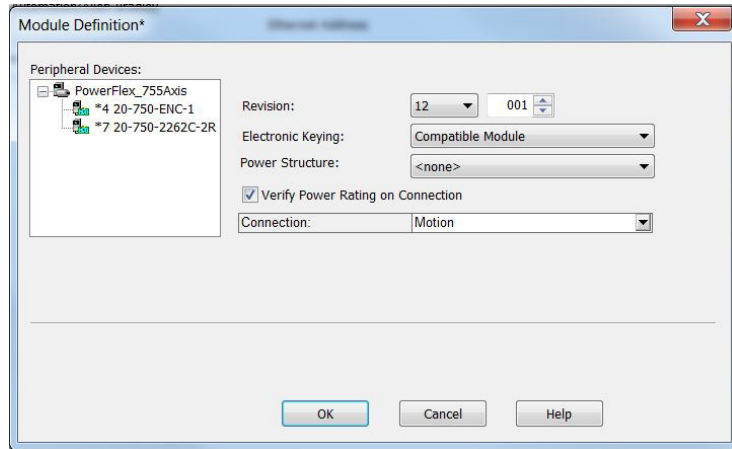 Module Definition*
Peripheral Devices:
PowerFlex_755Axis
*4 20-750-ENC-1
*7 20-750-2262C-2R
Revision:
12
001
Electronic Keying:
Compatible Module
Power Structure:
<none>
Verify Power Rating on Connection
Connection:
Motion
OK
Cancel
Help